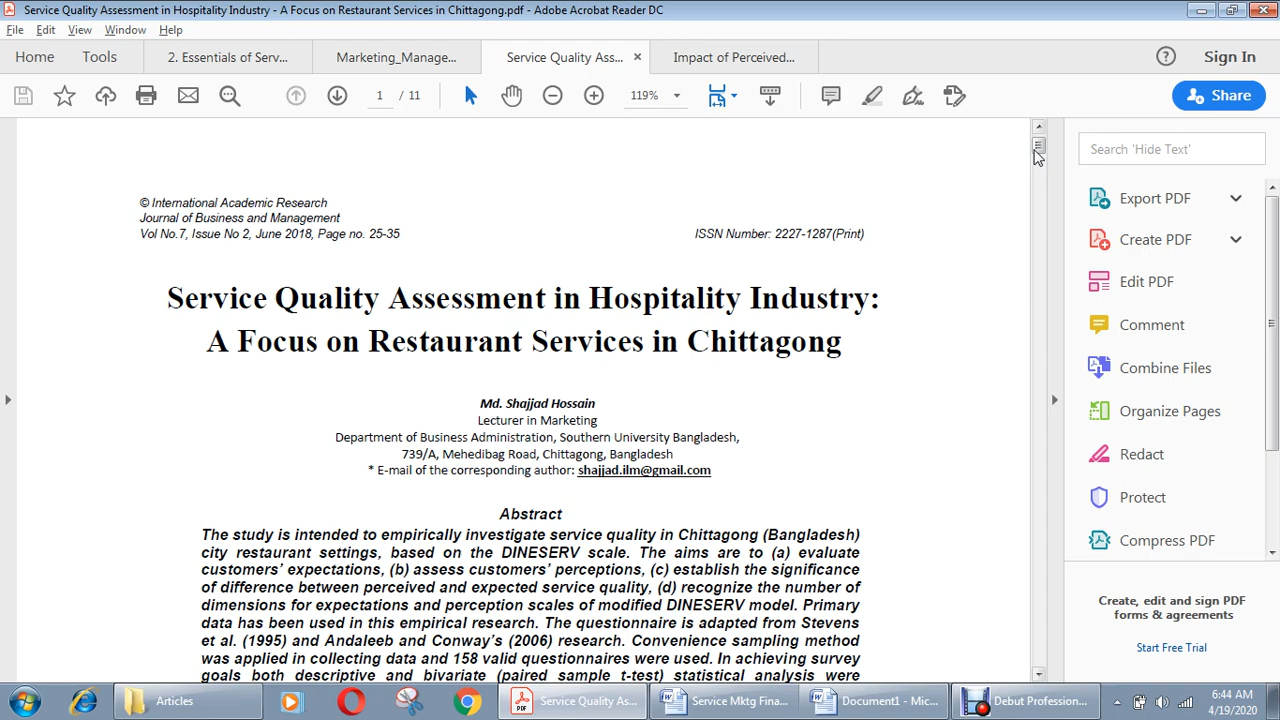 Service Quality Assessment in Hospitality Industry - A Focus on Restaurant Services in Chittagong.pdf - Adobe Acrobat Reader DC
File Edit View Window Help
Home Tools 2. Essentials of Serv... Marketing_Manage... Service Quality Ass... × Impact of Perceived... ? Sign In
1 / 11 119% Share
© International Academic Research
Journal of Business and Management
Vol No.7, Issue No 2, June 2018, Page no. 25-35 ISSN Number: 2227-1287(Print)
Service Quality Assessment in Hospitality Industry:
A Focus on Restaurant Services in Chittagong
Md. Shajjad Hossain
Lecturer in Marketing
Department of Business Administration, Southern University Bangladesh,
739/A, Mehedibag Road, Chittagong, Bangladesh
* E-mail of the corresponding author: shajjad.ilm@gmail.com
Abstract
The study is intended to empirically investigate service quality in Chittagong (Bangladesh)
city restaurant settings, based on the DINESERV scale. The aims are to (a) evaluate
customers' expectations, (b) assess customers' perceptions, (c) establish the significance
of difference between perceived and expected service quality, (d) recognize the number of
dimensions for expectations and perception scales of modified DINESERV model. Primary
data has been used in this empirical research. The questionnaire is adapted from Stevens
et al. (1995) and Andaleeb and Conway's (2006) research. Convenience sampling method
was applied in collecting data and 158 valid questionnaires were used. In achieving survey
goals both descriptive and bivariate (paired sample t-test) statistical analysis were
Search 'Hide Text'
Export PDF
Create PDF
Edit PDF
Comment
Combine Files
Organize Pages
Redact
Protect
Compress PDF
Create, edit and sign PDF
forms & agreements
Start Free Trial
Articles
Service Quality As...
Service Mktg Fina...
Document1 - Mic...
Debut Profession...
6:44 AM
4/19/2020